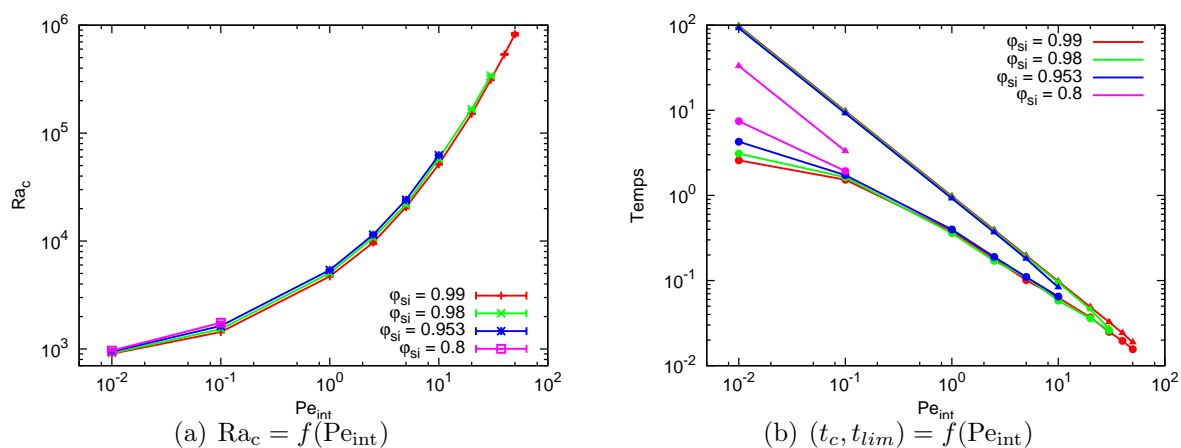 10^6
10^5
10^4
10^3
10^-2
10^-1
10^0
10^1
10^2
Ra_c
Pe_int
φ_si = 0.99
φ_si = 0.98
φ_si = 0.953
φ_si = 0.8
(a) Ra_c = f(Pe_int)
10^2
10^1
10^0
10^-1
10^-2
10^-2
10^-1
10^0
10^1
10^2
Temps
Pe_int
φ_si = 0.99
φ_si = 0.98
φ_si = 0.953
φ_si = 0.8
(b) (t_c, t_lim) = f(Pe_int)